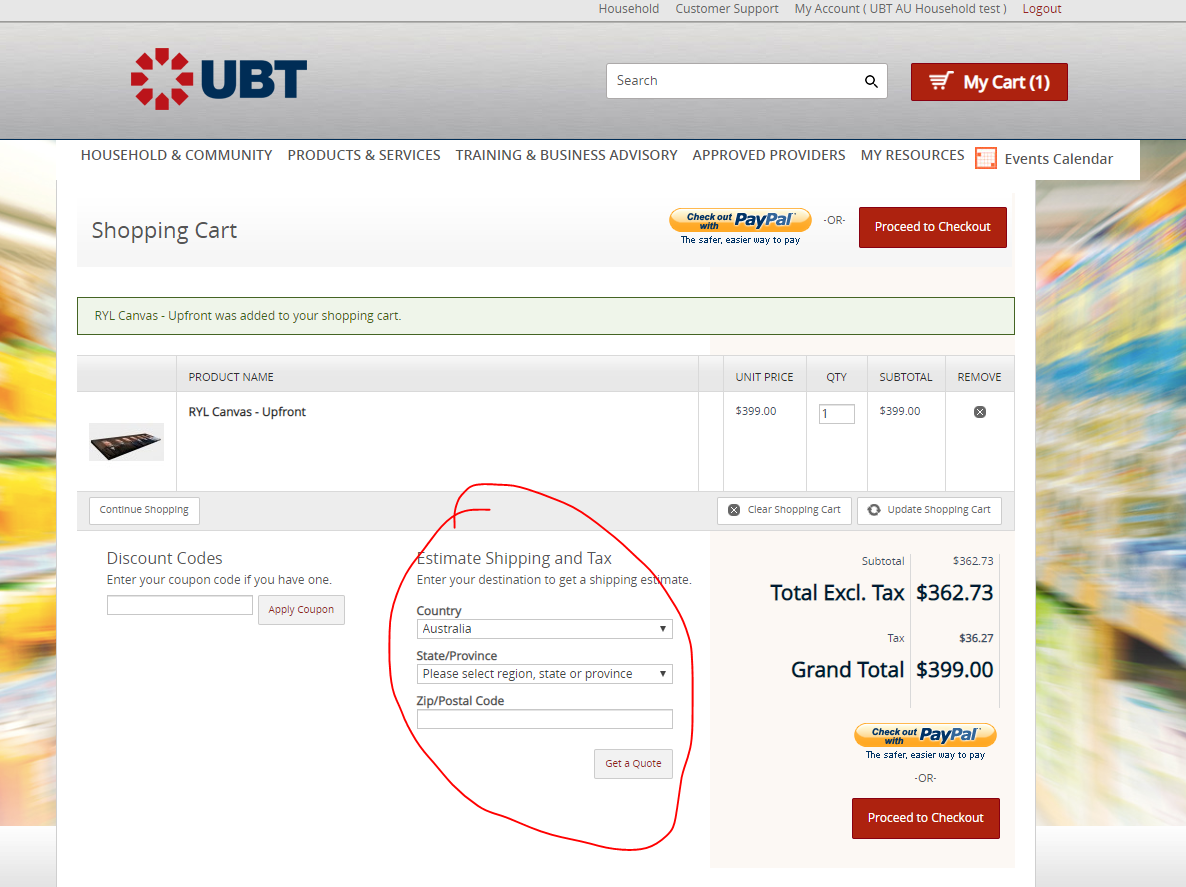 Household Customer Support My Account ( UBT AU Household test ) Logout
UBT
Search
My Cart (1)
HOUSEHOLD & COMMUNITY PRODUCTS & SERVICES TRAINING & BUSINESS ADVISORY APPROVED PROVIDERS MY RESOURCES Events Calendar
Shopping Cart
Check out with PayPal
The safer, easier way to pay
-OR-
Proceed to Checkout
RYL Canvas - Upfront was added to your shopping cart.
PRODUCT NAME UNIT PRICE QTY SUBTOTAL REMOVE
RYL Canvas - Upfront $399.00 1 $399.00
Continue Shopping Clear Shopping Cart Update Shopping Cart
Discount Codes
Enter your coupon code if you have one.
Apply Coupon
Estimate Shipping and Tax
Enter your destination to get a shipping estimate.
Country
Australia
State/Province
Please select region, state or province
Zip/Postal Code
Get a Quote
Subtotal $362.73
Total Excl. Tax $362.73
Tax $36.27
Grand Total $399.00
Check out with PayPal
The safer, easier way to pay
-OR-
Proceed to Checkout